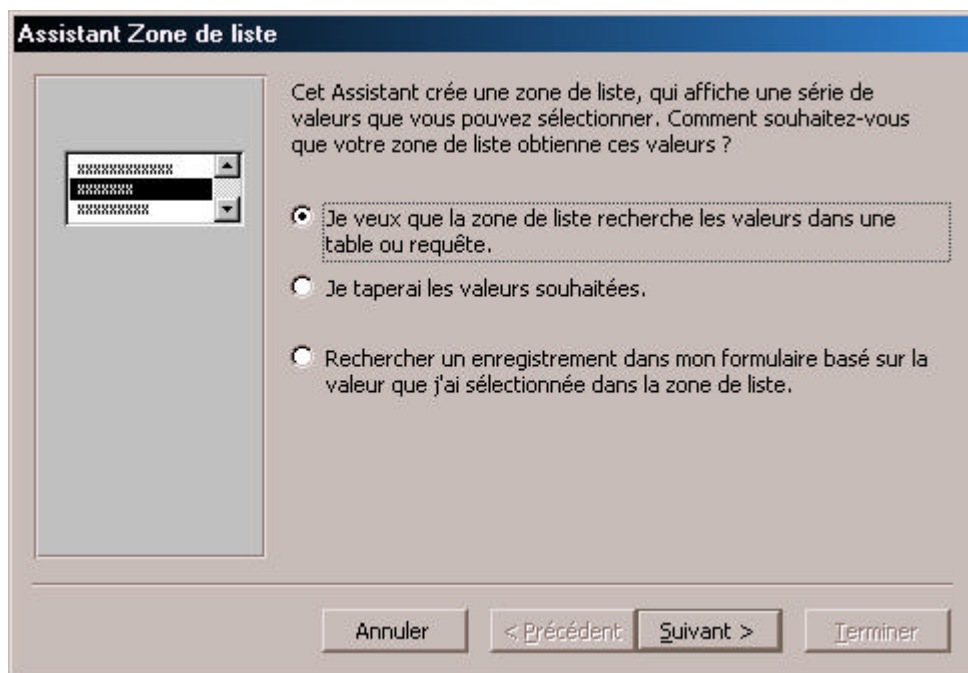 Assistant Zone de liste
Cet Assistant crée une zone de liste, qui affiche une série de
valeurs que vous pouvez sélectionner. Comment souhaitez-vous
que votre zone de liste obtienne ces valeurs ?
xxxxxxxxxxxx
xxxxxxx
xxxxxxxxx
Je veux que la zone de liste recherche les valeurs dans une
table ou requête.
Je taperai les valeurs souhaitées.
Rechercher un enregistrement dans mon formulaire basé sur la
valeur que j'ai sélectionnée dans la zone de liste.
Annuler
< Précédent
Suivant >
Terminer